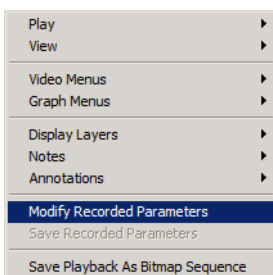 Play
View
Video Menus
Graph Menus
Display Layers
Notes
Annotations
Modify Recorded Parameters
Save Recorded Parameters
Save Playback As Bitmap Sequence